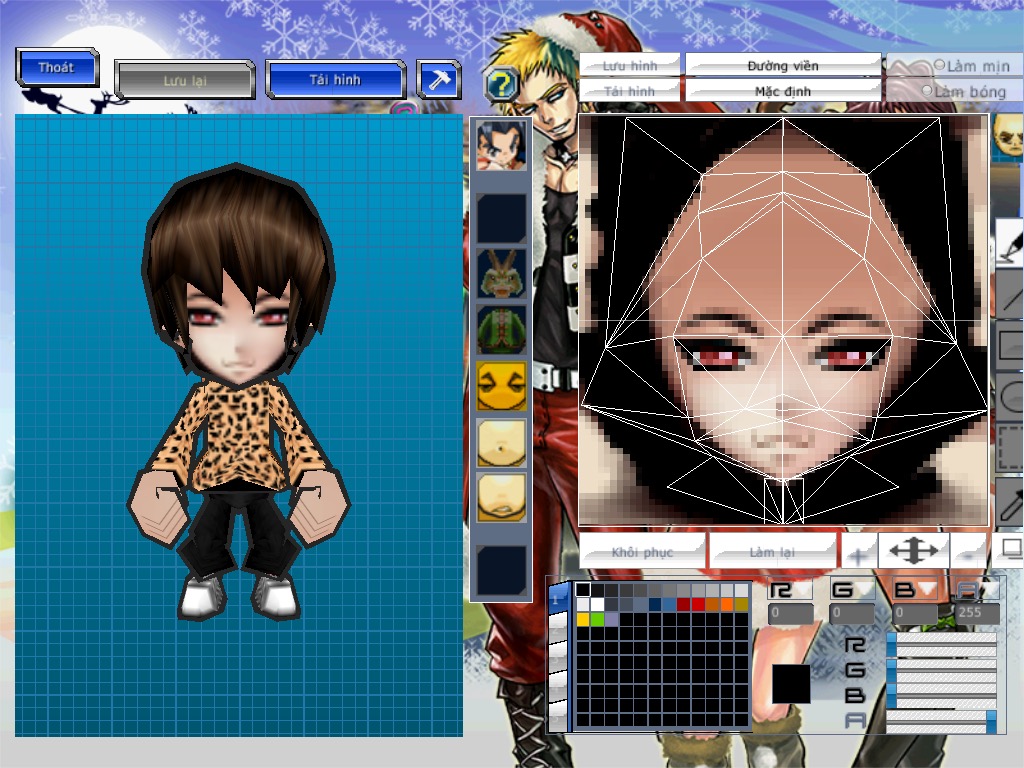 Thoát
Lưu lại
Tải hình
?
Lưu hình
Đường viền
Làm mịn
Tải hình
Mặc định
Làm bóng
Khôi phục
Làm lại
+
-
1
R G B A
0 0 0 255
R
G
B
A